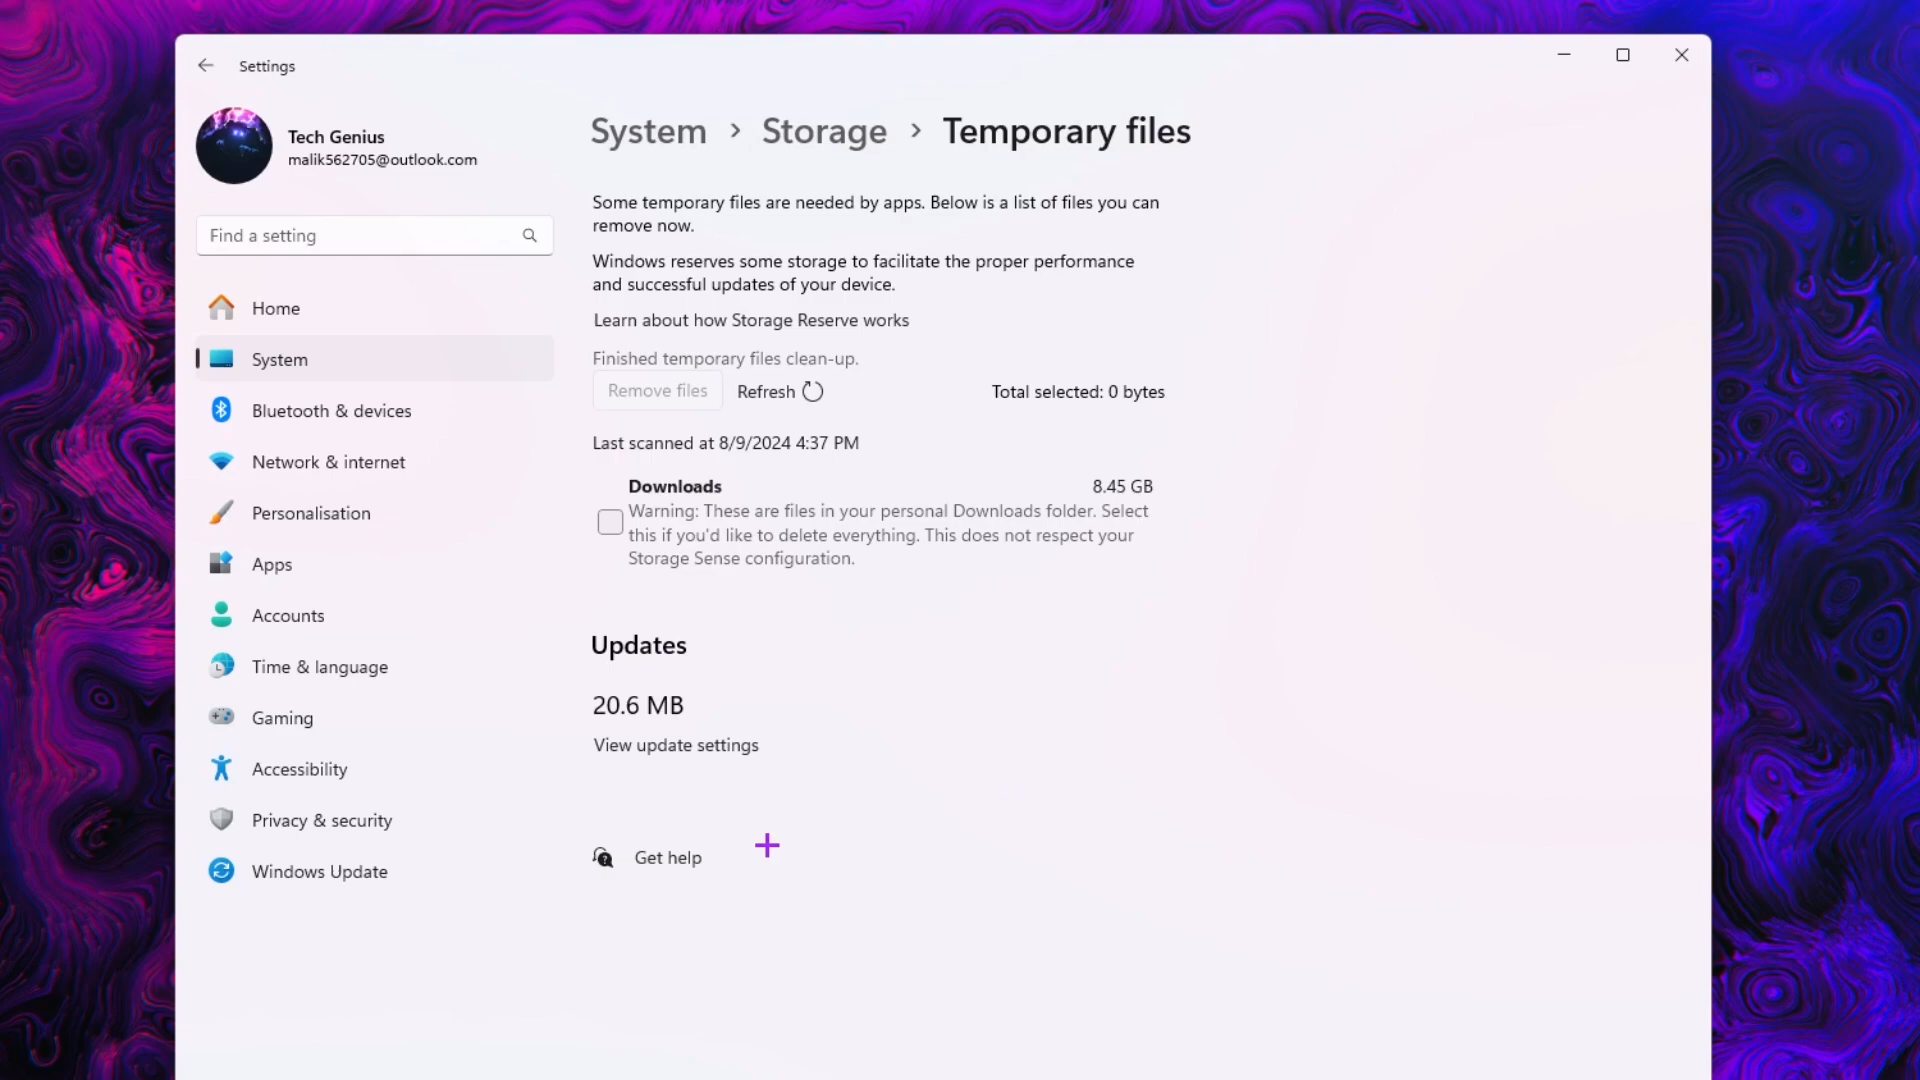 Settings
Tech Genius
malik562705@outlook.com
Find a setting
Home
System
Bluetooth & devices
Network & internet
Personalisation
Apps
Accounts
Time & language
Gaming
Accessibility
Privacy & security
Windows Update
System > Storage > Temporary files
Some temporary files are needed by apps. Below is a list of files you can
remove now.
Windows reserves some storage to facilitate the proper performance
and successful updates of your device.
Learn about how Storage Reserve works
Finished temporary files clean-up.
Remove files Refresh Total selected: 0 bytes
Last scanned at 8/9/2024 4:37 PM
Downloads 8.45 GB
Warning: These are files in your personal Downloads folder. Select
this if you'd like to delete everything. This does not respect your
Storage Sense configuration.
Updates
20.6 MB
View update settings
Get help